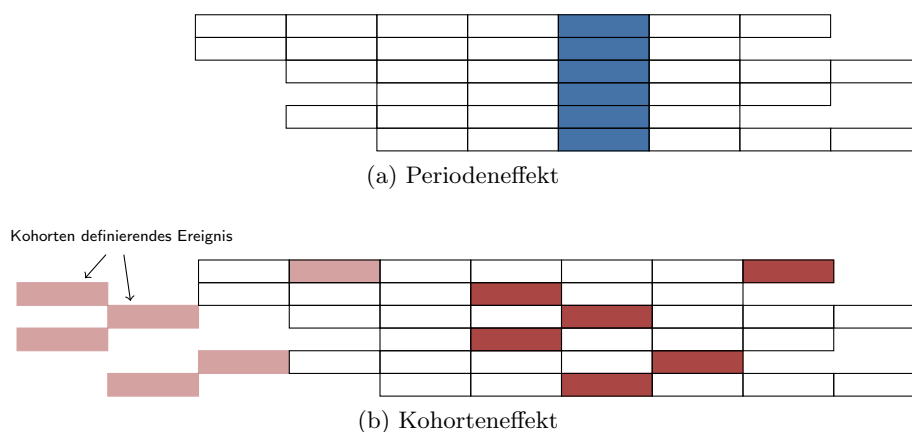 (a) Periodeneffekt
Kohorten definierendes Ereignis
(b) Kohorteneffekt